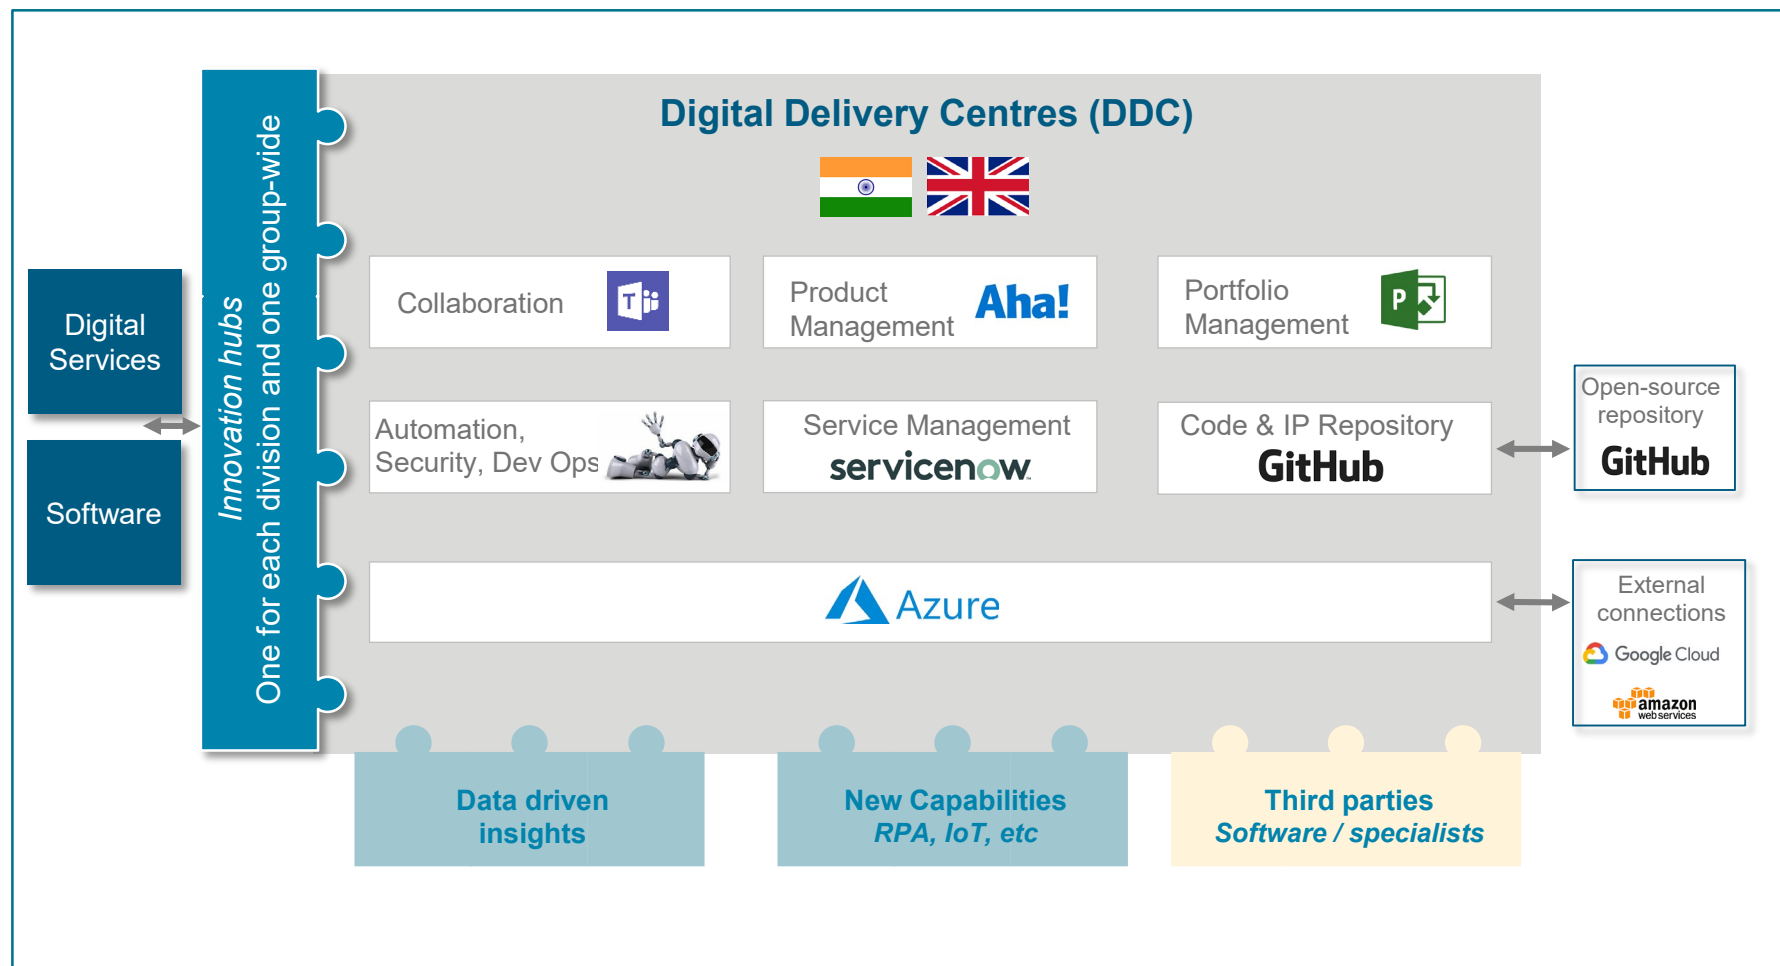 Digital Delivery Centres (DDC)
Innovation hubs
One for each division and one group-wide
Digital
Services
Software
Collaboration
T
Product
Management
Aha!
Portfolio
Management
P
Automation,
Security, Dev Ops
Service Management
servicenow™
Code & IP Repository
GitHub
Open-source
repository
GitHub
Azure
External
connections
Google Cloud
amazon
web services
Data driven
insights
New Capabilities
RPA, IoT, etc
Third parties
Software / specialists